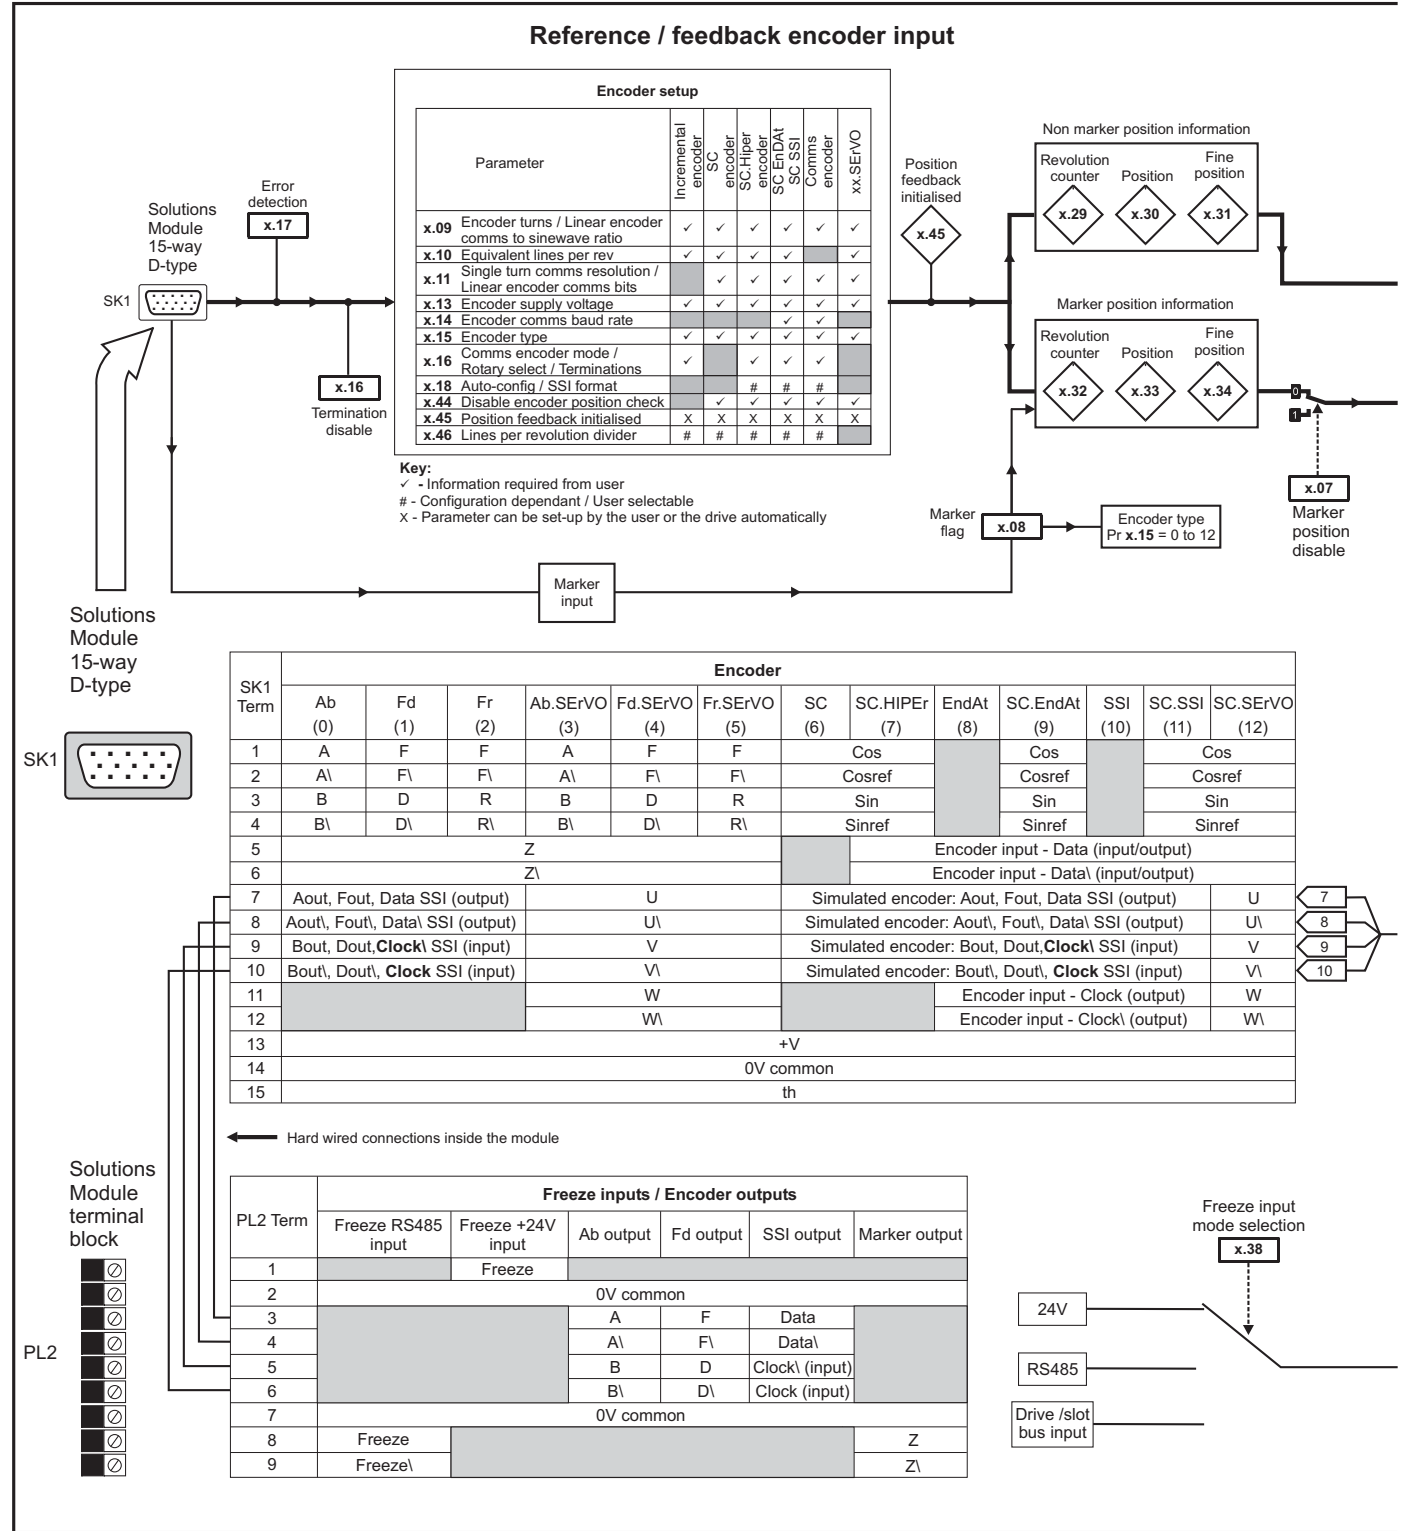 Reference / feedback encoder input
Encoder setup
Parameter
Incremental
encoder
SC
encoder
SC.Hiper
encoder
SC EnDAt
SC SSI
Comms
encoder
xx.SErVO
x.09 Encoder turns / Linear encoder
comms to sinewave ratio ✓ ✓ ✓ ✓ ✓ ✓
x.10 Equivalent lines per rev ✓ ✓ ✓ ✓ ✓
x.11 Single turn comms resolution /
Linear encoder comms bits ✓ ✓ ✓ ✓ ✓
x.13 Encoder supply voltage ✓ ✓ ✓ ✓ ✓ ✓
x.14 Encoder comms baud rate ✓ ✓
x.15 Encoder type ✓ ✓ ✓ ✓ ✓ ✓
x.16 Comms encoder mode /
Rotary select / Terminations ✓ ✓ ✓ ✓
x.18 Auto-config / SSI format # # #
x.44 Disable encoder position check ✓ ✓ ✓ ✓ ✓
x.45 Position feedback initialised X X X X X X
x.46 Lines per revolution divider # # # # #
Key:
✓ - Information required from user
# - Configuration dependant / User selectable
X - Parameter can be set-up by the user or the drive automatically
Solutions
Module
15-way
D-type
SK1
Error
detection
x.17
x.16
Termination
disable
Position
feedback
initialised
x.45
Non marker position information
Revolution
counter
Position
Fine
position
x.29 x.30 x.31
Marker position information
Revolution
counter
Position
Fine
position
x.32 x.33 x.34
0
1
x.07
Marker
position
disable
Marker
flag
x.08
Encoder type
Pr x.15 = 0 to 12
Marker
input
Solutions
Module
15-way
D-type
SK1
SK1
Term
Encoder
Ab Fd Fr Ab.SErVO Fd.SErVO Fr.SErVO SC SC.HIPEr EndAt SC.EndAt SSI SC.SSI SC.SErVO
(0) (1) (2) (3) (4) (5) (6) (7) (8) (9) (10) (11) (12)
1 A F F A F F Cos Cos Cos
2 A\ F\ F\ A\ F\ F\ Cosref Cosref Cosref
3 B D R B D R Sin Sin Sin
4 B\ D\ R\ B\ D\ R\ Sinref Sinref Sinref
5 Z Encoder input - Data (input/output)
6 Z\ Encoder input - Data\ (input/output)
7 Aout, Fout, Data SSI (output) U Simulated encoder: Aout, Fout, Data SSI (output) U 7
8 Aout\, Fout\, Data\ SSI (output) U\ Simulated encoder: Aout\, Fout\, Data\ SSI (output) U\ 8
9 Bout, Dout,Clock\ SSI (input) V Simulated encoder: Bout, Dout,Clock\ SSI (input) V 9
10 Bout\, Dout\, Clock SSI (input) V\ Simulated encoder: Bout\, Dout\, Clock SSI (input) V\ 10
11 W Encoder input - Clock (output) W
12 W\ Encoder input - Clock\ (output) W\
13 +V
14 0V common
15 th
Hard wired connections inside the module
Solutions
Module
terminal
block
PL2
PL2 Term
Freeze inputs / Encoder outputs
Freeze RS485
input
Freeze +24V
input
Ab output Fd output SSI output Marker output
1 Freeze
2 0V common
3 A F Data
4 A\ F\ Data\
5 B D Clock\ (input)
6 B\ D\ Clock (input)
7 0V common
8 Freeze Z
9 Freeze\ Z\
Freeze input
mode selection
x.38
24V
RS485
Drive /slot
bus input